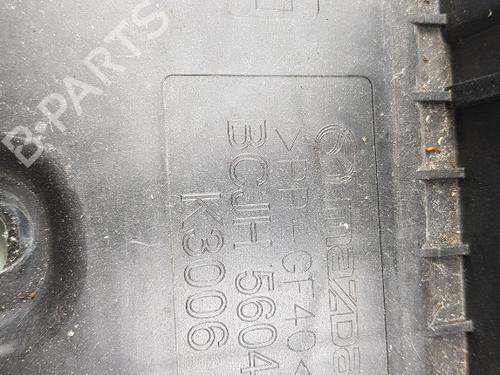 mazda
>PP-GF40<
BCJH 5604
K3006
B-PARTS